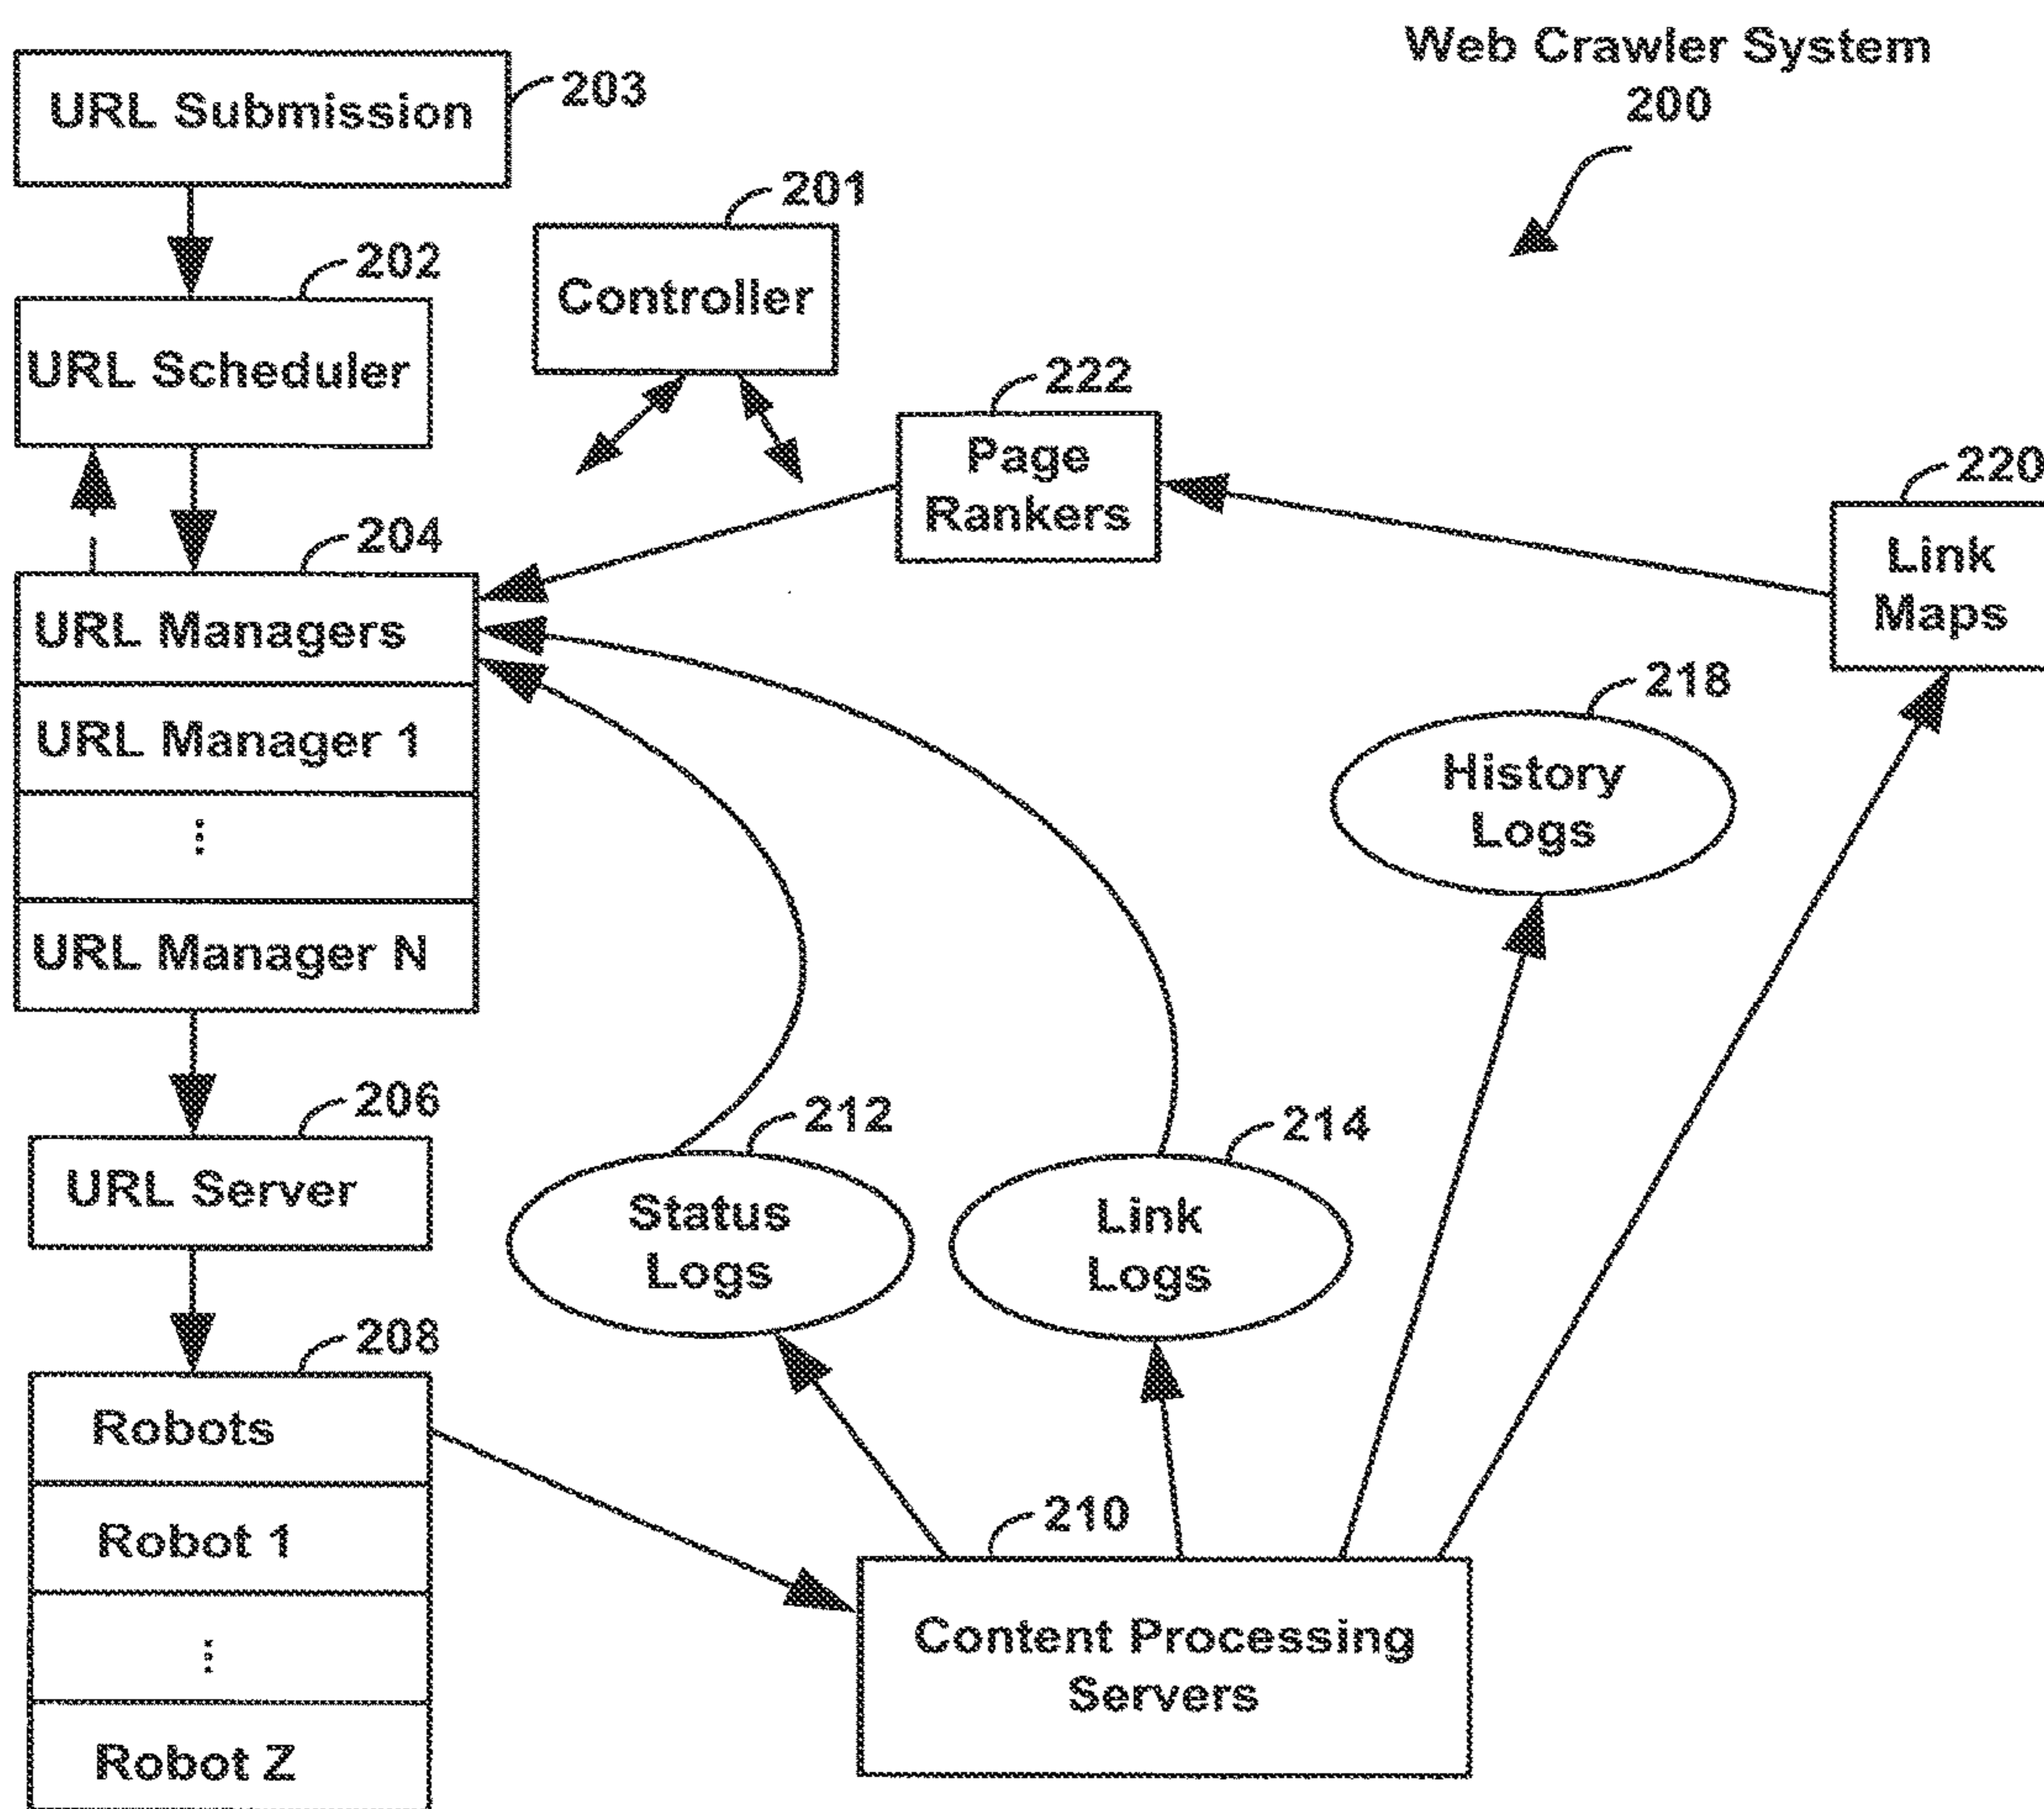 Web Crawler System
200
URL Submission
203
201
Controller
202
URL Scheduler
222
Page
Rankers
220
Link
Maps
204
URL Managers
URL Manager 1
⋮
URL Manager N
218
History
Logs
206
URL Server
212
Status
Logs
214
Link
Logs
208
Robots
Robot 1
⋮
Robot Z
210
Content Processing
Servers